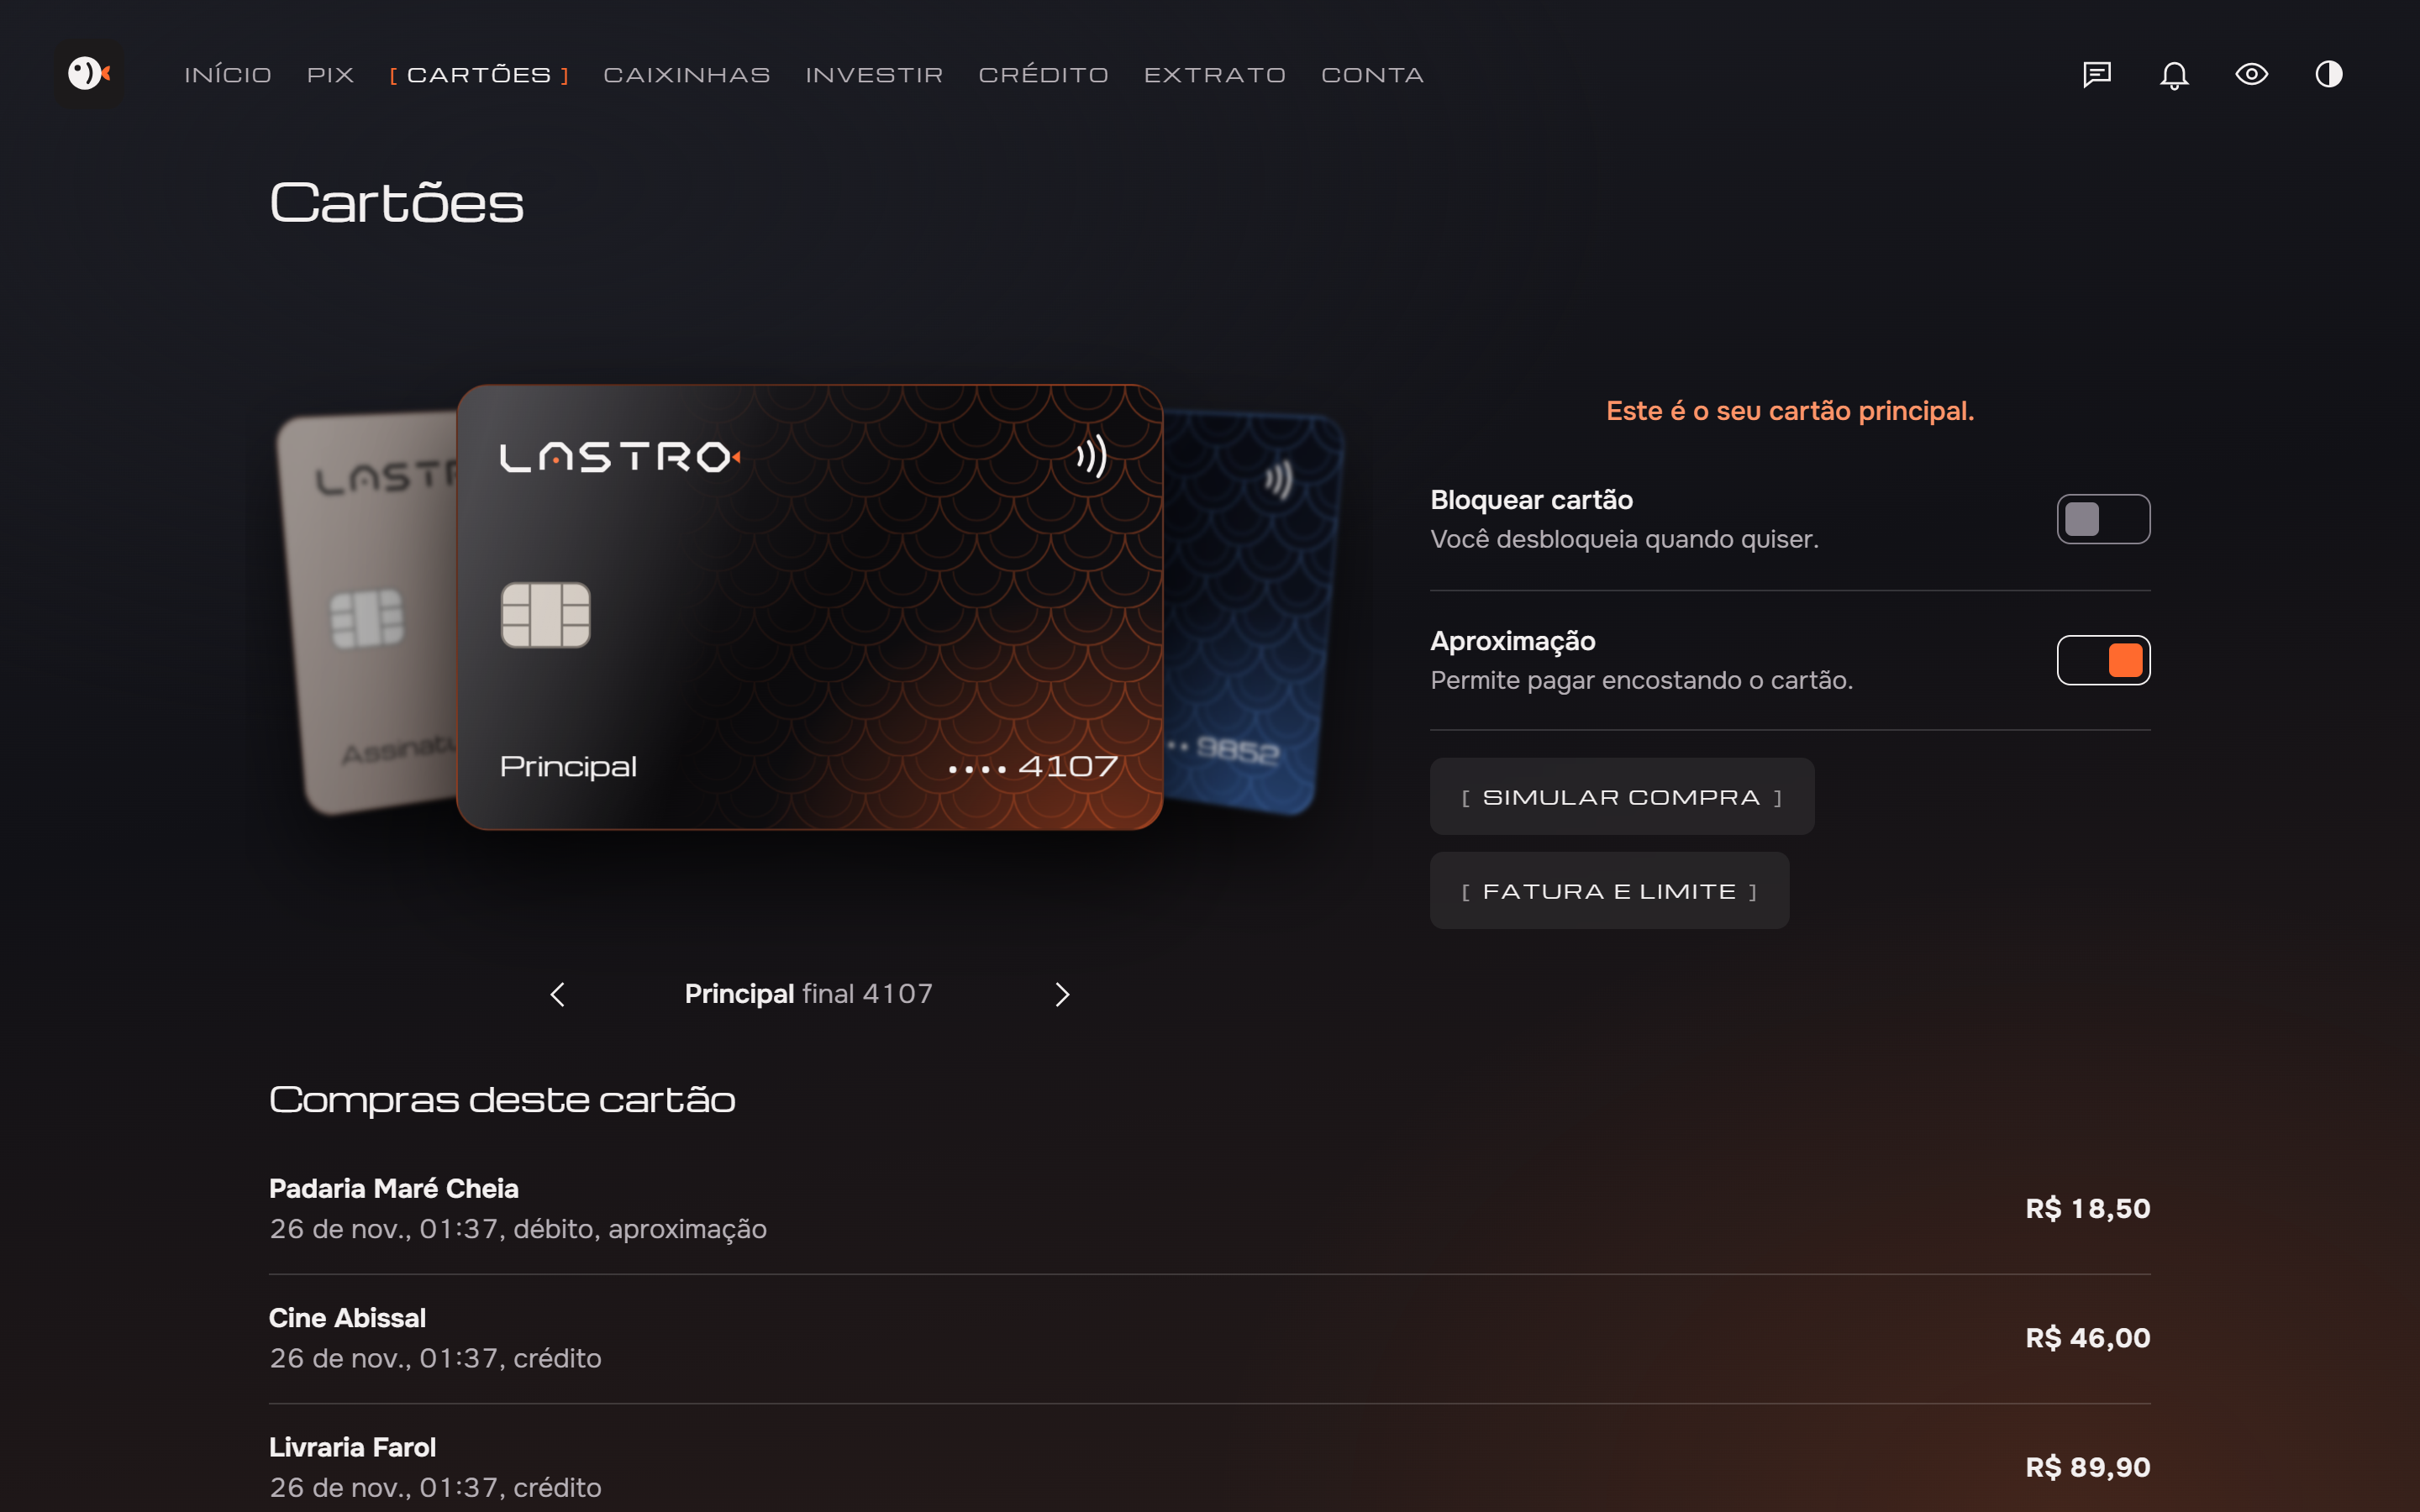 INÍCIO PIX [ CARTÕES ] CAIXINHAS INVESTIR CRÉDITO EXTRATO CONTA
Cartões
LASTRO
Principal •••• 4107
•• 9852
Este é o seu cartão principal.
Bloquear cartão
Você desbloqueia quando quiser.
Aproximação
Permite pagar encostando o cartão.
[ SIMULAR COMPRA ]
[ FATURA E LIMITE ]
Principal final 4107
Compras deste cartão
Padaria Maré Cheia
26 de nov., 01:37, débito, aproximação
R$ 18,50
Cine Abissal
26 de nov., 01:37, crédito
R$ 46,00
Livraria Farol
26 de nov., 01:37, crédito
R$ 89,90